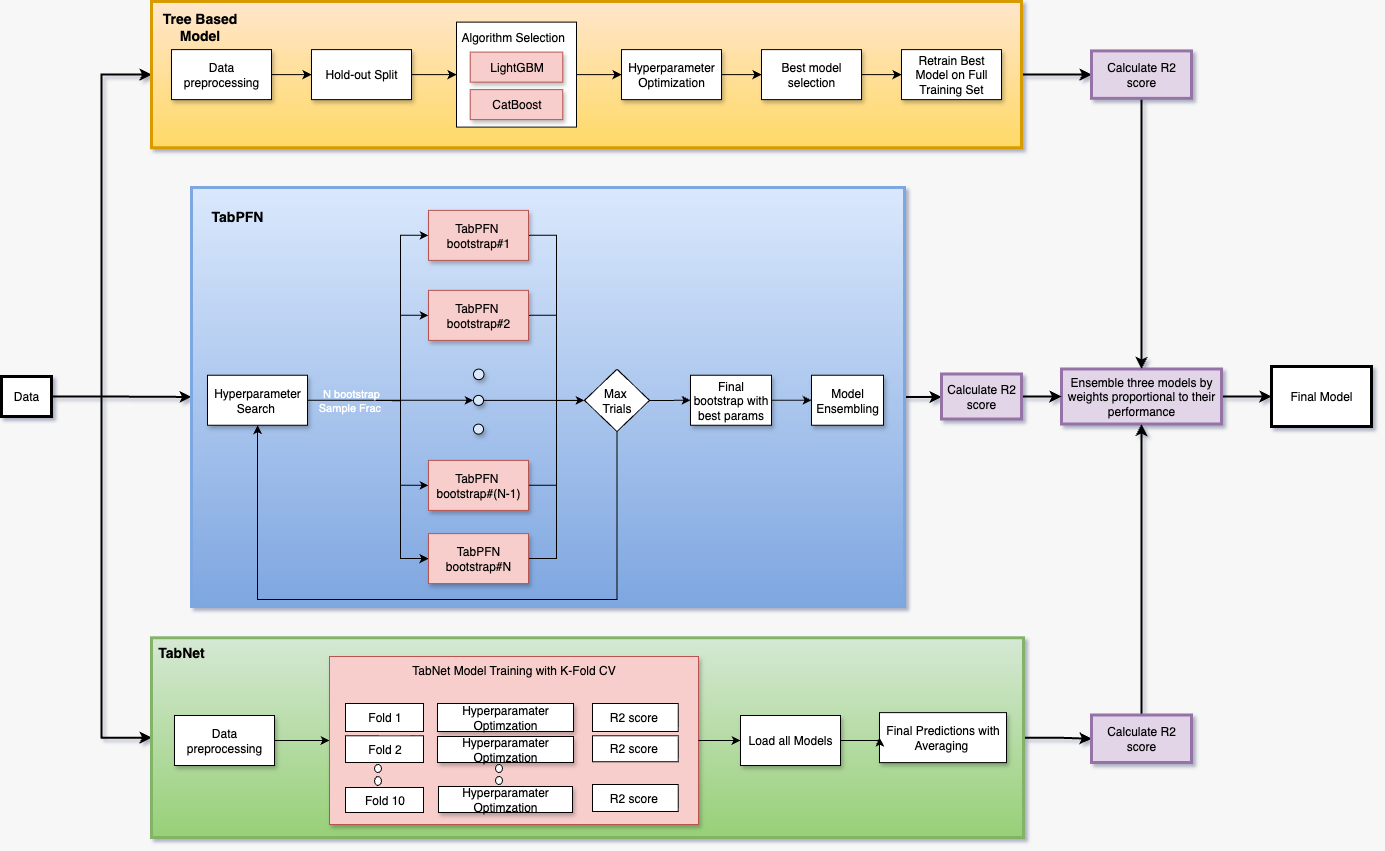 Tree Based
Model
Data
preprocessing
Hold-out Split
Algorithm Selection
LightGBM
CatBoost
Hyperparameter
Optimization
Best model
selection
Retrain Best
Model on Full
Training Set
Calculate R2
score
TabPFN
TabPFN
bootstrap#1
TabPFN
bootstrap#2
Data
Hyperparameter
Search
N bootstrap
Sample Frac
Max
Trials
Final
bootstrap with
best params
Model
Ensembling
Calculate R2
score
Ensemble three models by
weights proportional to their
performance
Final Model
TabPFN
bootstrap#(N-1)
TabPFN
bootstrap#N
TabNet
Data
preprocessing
TabNet Model Training with K-Fold CV
Fold 1
Hyperparamater
Optimzation
R2 score
Fold 2
Hyperparamater
Optimzation
R2 score
Fold 10
Hyperparamater
Optimzation
R2 score
Load all Models
Final Predictions with
Averaging
Calculate R2
score